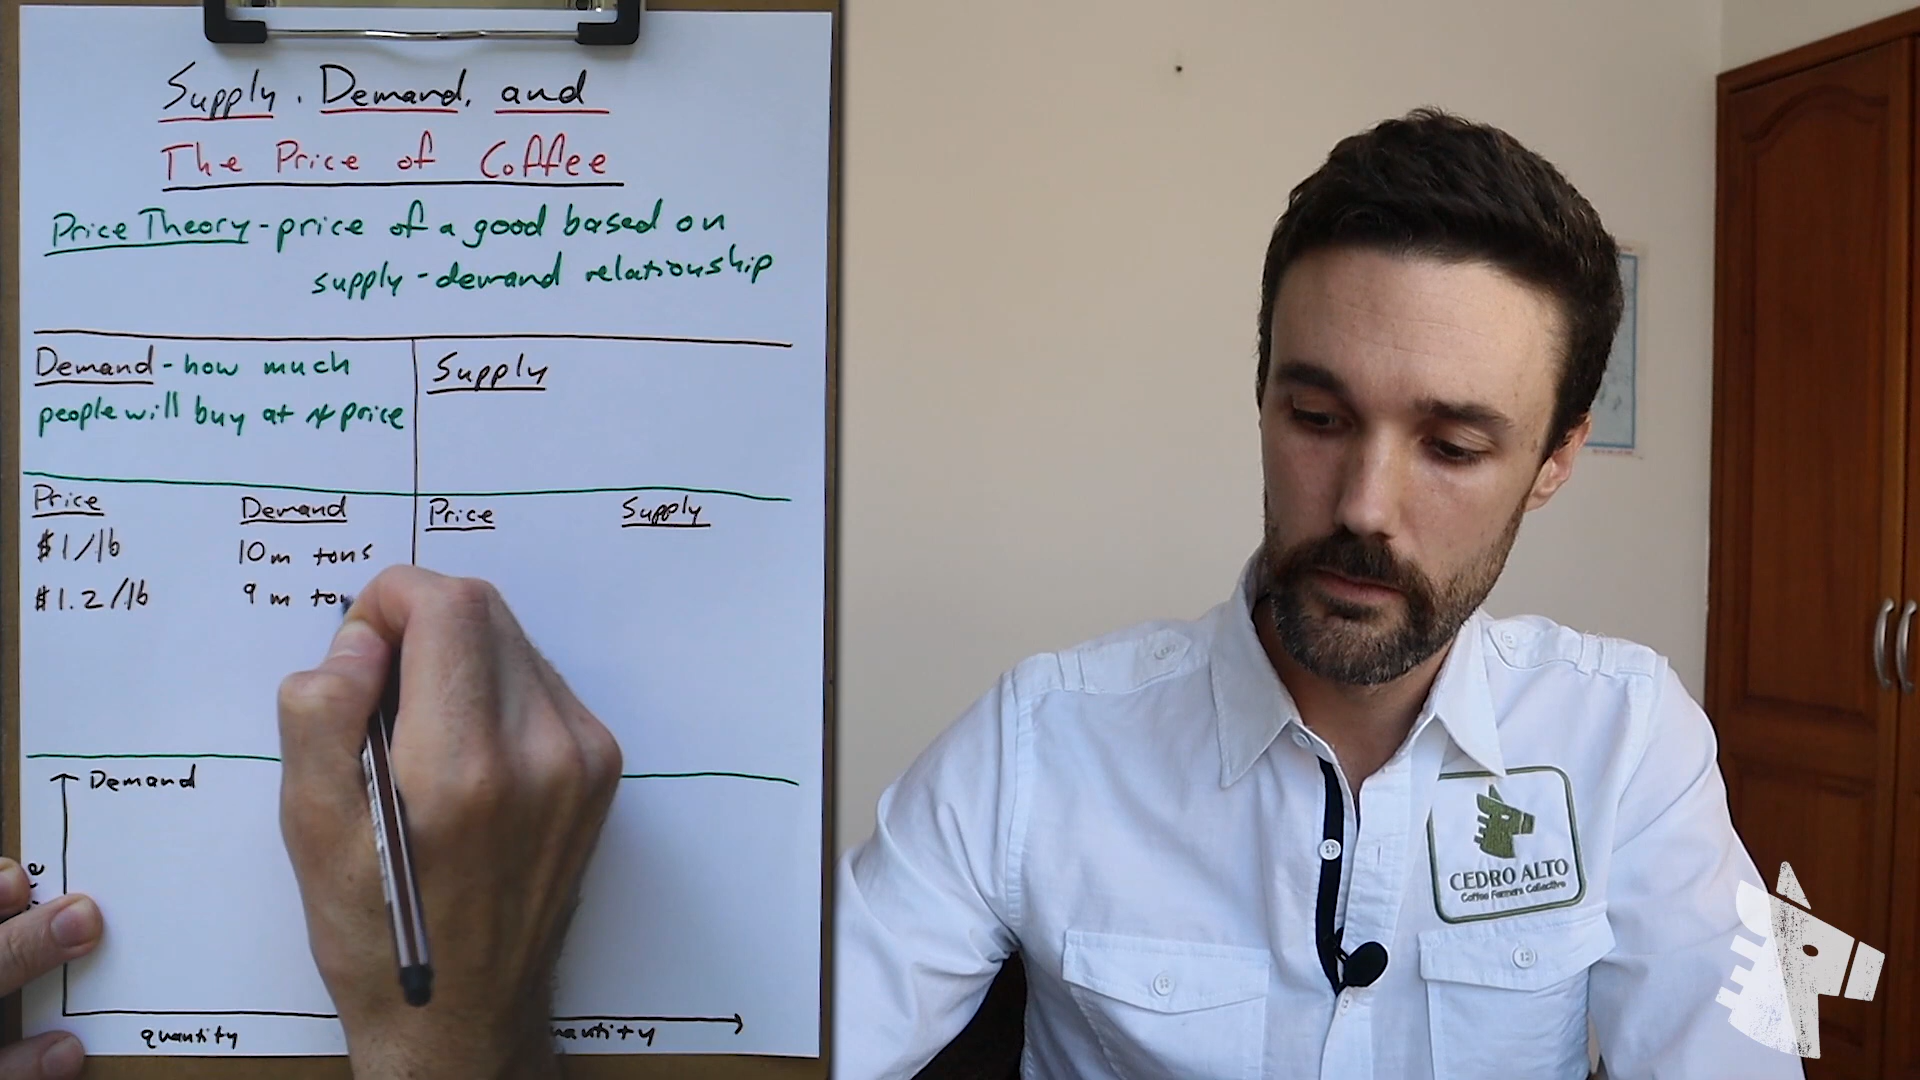 Supply, Demand, and
The Price of Coffee
Price Theory - price of a good based on
supply - demand relationship
Demand - how much
people will buy at price
Supply
Price Demand
$1/lb 10m tons
$1.2/lb 9 m ton
Price Supply
Demand
quantity
CEDRO ALTO
Coffee Farmers Collective